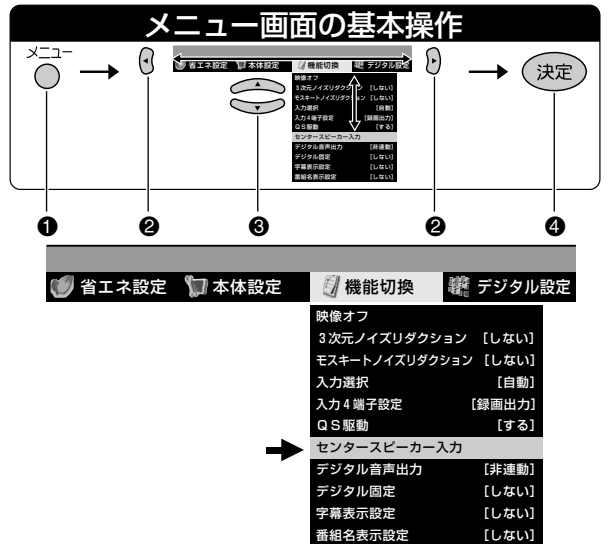 メニュー画面の基本操作
メニュー
決定
省エネ設定 本体設定 機能切換 デジタル設定
映像オフ
3次元ノイズリダクション [しない]
モスキートノイズリダクション [しない]
入力選択 [自動]
入力4端子設定 [録画出力]
QS駆動 [する]
センタースピーカー入力
デジタル音声出力 [非連動]
デジタル固定 [しない]
字幕表示設定 [しない]
番組名表示設定 [しない]
❶ ❷ ❸ ❷ ❹
省エネ設定 本体設定 機能切換 デジタル設定
映像オフ
3次元ノイズリダクション [しない]
モスキートノイズリダクション [しない]
入力選択 [自動]
入力4端子設定 [録画出力]
QS駆動 [する]
センタースピーカー入力
デジタル音声出力 [非連動]
デジタル固定 [しない]
字幕表示設定 [しない]
番組名表示設定 [しない]